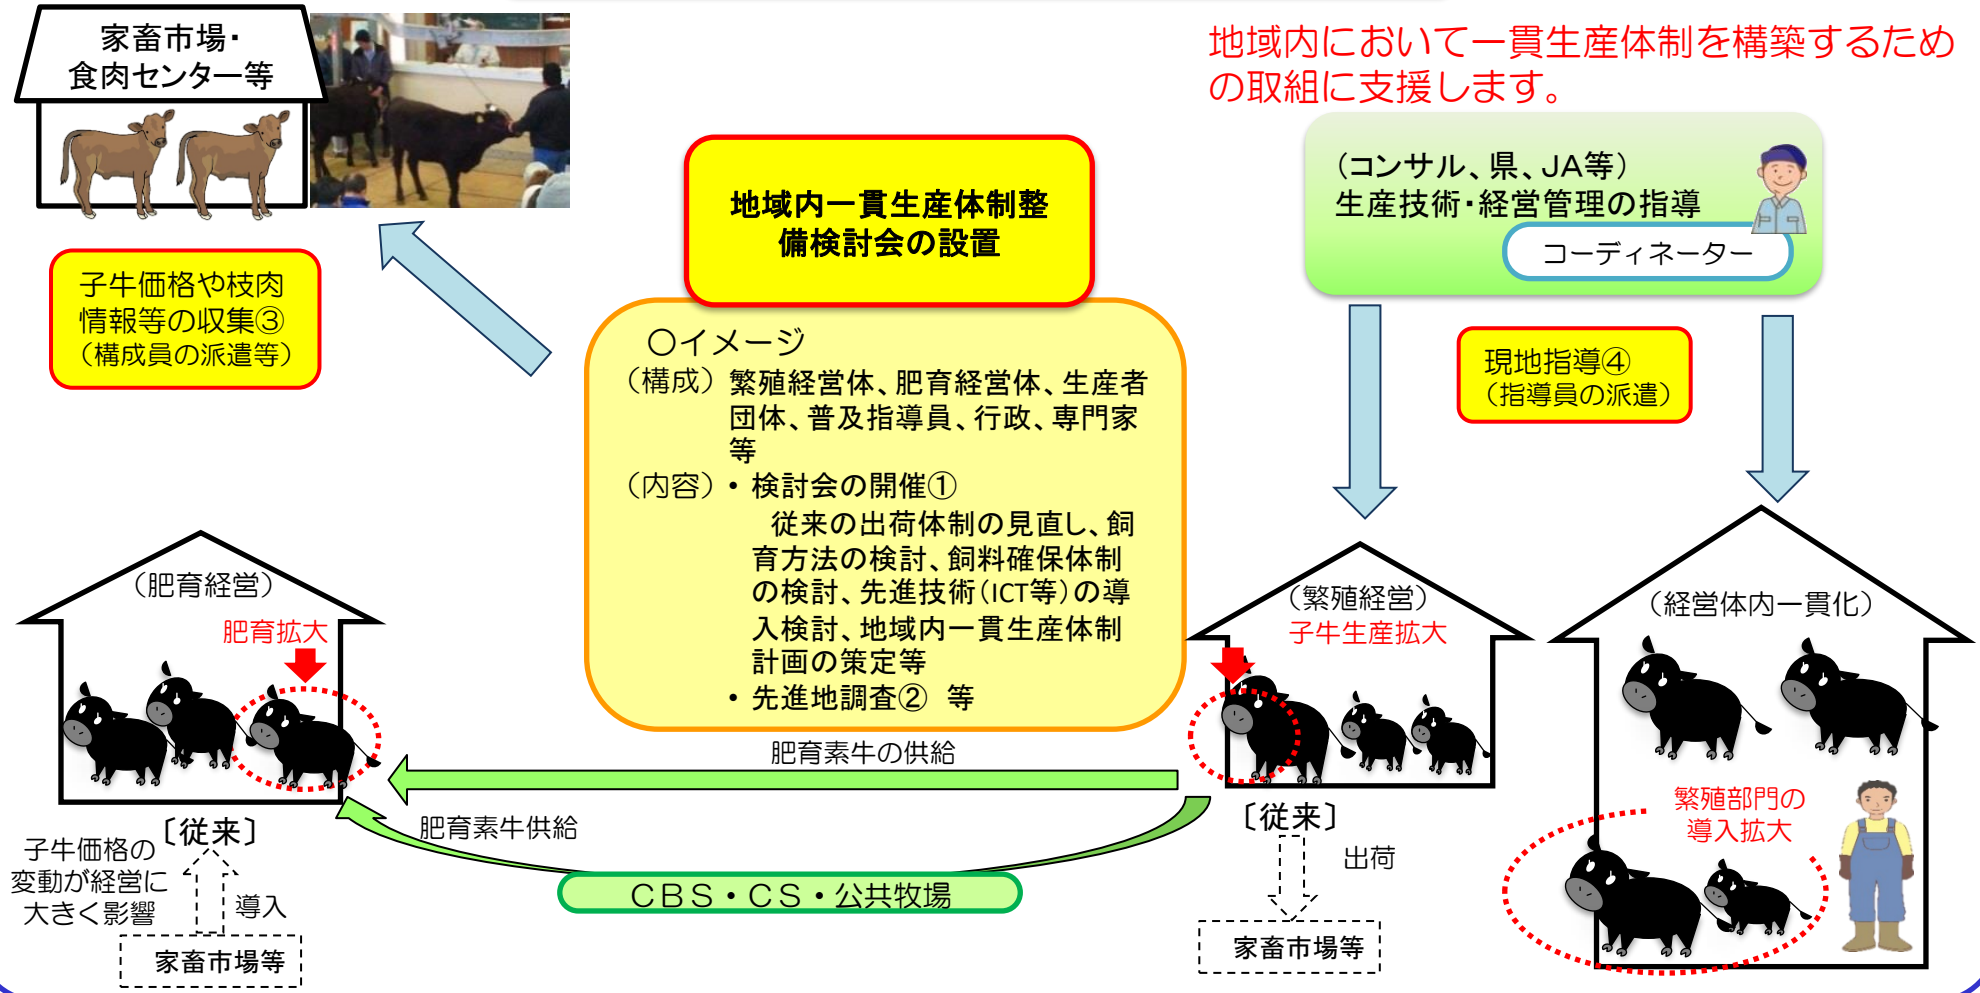 家畜市場・
食肉センター等
地域内において一貫生産体制を構築するため
の取組に支援します。
(コンサル、県、JA等)
生産技術・経営管理の指導
コーディネーター
地域内一貫生産体制整
備検討会の設置
子牛価格や枝肉
情報等の収集③
(構成員の派遣等)
〇イメージ
(構成)繁殖経営体、肥育経営体、生産者
団体、普及指導員、行政、専門家
等
(内容)・検討会の開催①
従来の出荷体制の見直し、飼
育方法の検討、飼料確保体制
の検討、先進技術(ICT等)の導
入検討、地域内一貫生産体制
計画の策定等
・先進地調査② 等
現地指導④
(指導員の派遣)
(肥育経営)
肥育拡大
(繁殖経営)
子牛生産拡大
(経営体内一貫化)
繁殖部門の
導入拡大
肥育素牛の供給
肥育素牛供給
CBS・CS・公共牧場
〔従来〕
子牛価格の
変動が経営に
大きく影響
導入
家畜市場等
〔従来〕
出荷
家畜市場等